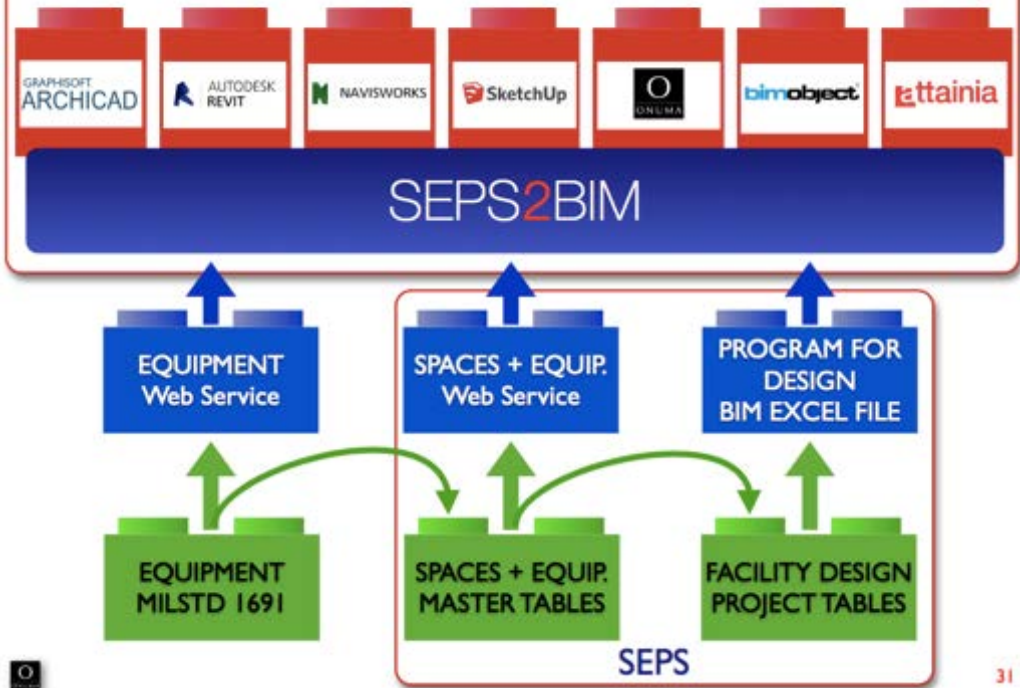 GRAPHISOFT
ARCHICAD
AUTODESK
REVIT
NAVISWORKS
SketchUp
O
ONUMA
bimobject
attainia
SEPS2BIM
EQUIPMENT
Web Service
SPACES + EQUIP.
Web Service
PROGRAM FOR
DESIGN
BIM EXCEL FILE
EQUIPMENT
MILSTD 1691
SPACES + EQUIP.
MASTER TABLES
FACILITY DESIGN
PROJECT TABLES
SEPS
O
31